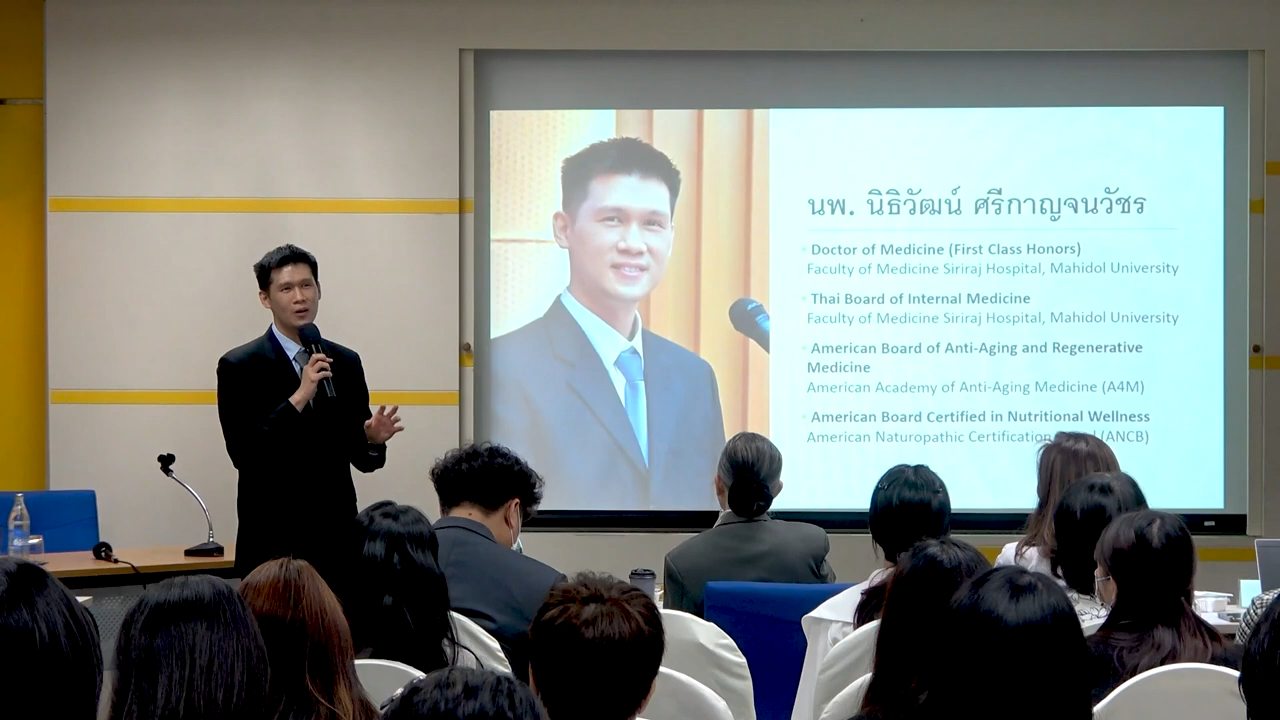 นพ. นิธิวัฒน์ ศรีกาญจนวัชร
Doctor of Medicine (First Class Honors)
Faculty of Medicine Siriraj Hospital, Mahidol University
Thai Board of Internal Medicine
Faculty of Medicine Siriraj Hospital, Mahidol University
American Board of Anti-Aging and Regenerative
Medicine
American Academy of Anti-Aging Medicine (A4M)
American Board Certified in Nutritional Wellness
American Naturopathic Certification (ANCB)